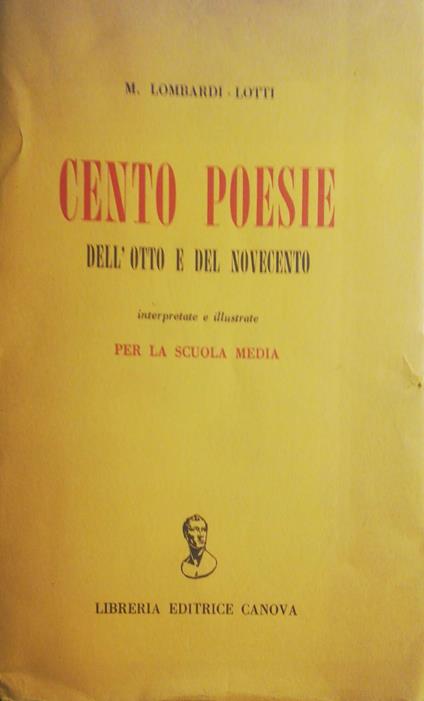 M. LOMBARDI - LOTTI
CENTO POESIE
DELL'OTTO E DEL NOVECENTO
interpretate e illustrate
PER LA SCUOLA MEDIA
LIBRERIA EDITRICE CANOVA